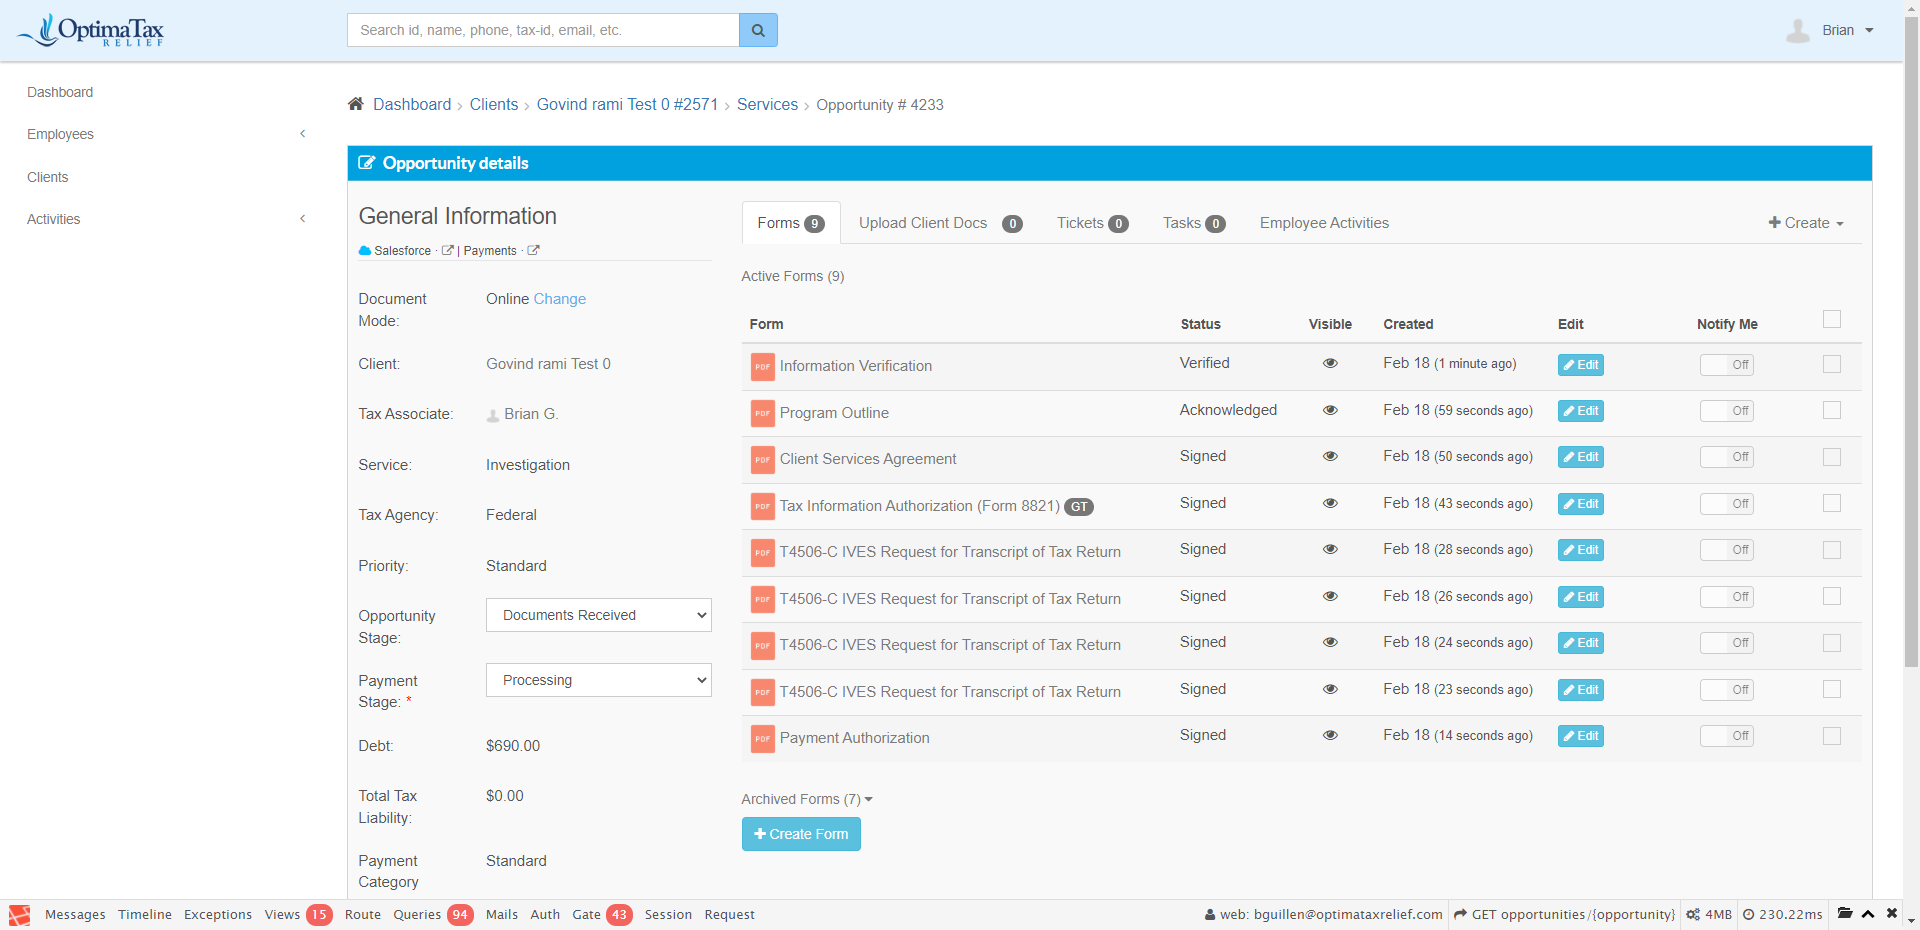 OptimaTax
RELIEF
Search id, name, phone, tax-id, email, etc.
Brian
Dashboard
Employees
Clients
Activities
Dashboard › Clients › Govind rami Test 0 #2571 › Services › Opportunity # 4233
Opportunity details
General Information
Salesforce · | Payments ·
Document Mode: Online Change
Client: Govind rami Test 0
Tax Associate: Brian G.
Service: Investigation
Tax Agency: Federal
Priority: Standard
Opportunity Stage: Documents Received
Payment Stage: * Processing
Debt: $690.00
Total Tax Liability: $0.00
Payment Category Standard
Forms 9 Upload Client Docs 0 Tickets 0 Tasks 0 Employee Activities + Create
Active Forms (9)
Form Status Visible Created Edit Notify Me
PDF Information Verification Verified Feb 18 (1 minute ago) Edit Off
PDF Program Outline Acknowledged Feb 18 (59 seconds ago) Edit Off
PDF Client Services Agreement Signed Feb 18 (50 seconds ago) Edit Off
PDF Tax Information Authorization (Form 8821) GT Signed Feb 18 (43 seconds ago) Edit Off
PDF T4506-C IVES Request for Transcript of Tax Return Signed Feb 18 (28 seconds ago) Edit Off
PDF T4506-C IVES Request for Transcript of Tax Return Signed Feb 18 (26 seconds ago) Edit Off
PDF T4506-C IVES Request for Transcript of Tax Return Signed Feb 18 (24 seconds ago) Edit Off
PDF T4506-C IVES Request for Transcript of Tax Return Signed Feb 18 (23 seconds ago) Edit Off
PDF Payment Authorization Signed Feb 18 (14 seconds ago) Edit Off
Archived Forms (7)
+ Create Form
Messages Timeline Exceptions Views 15 Route Queries 94 Mails Auth Gate 43 Session Request web: bguillen@optimataxrelief.com GET opportunities/{opportunity} 4MB 230.22ms